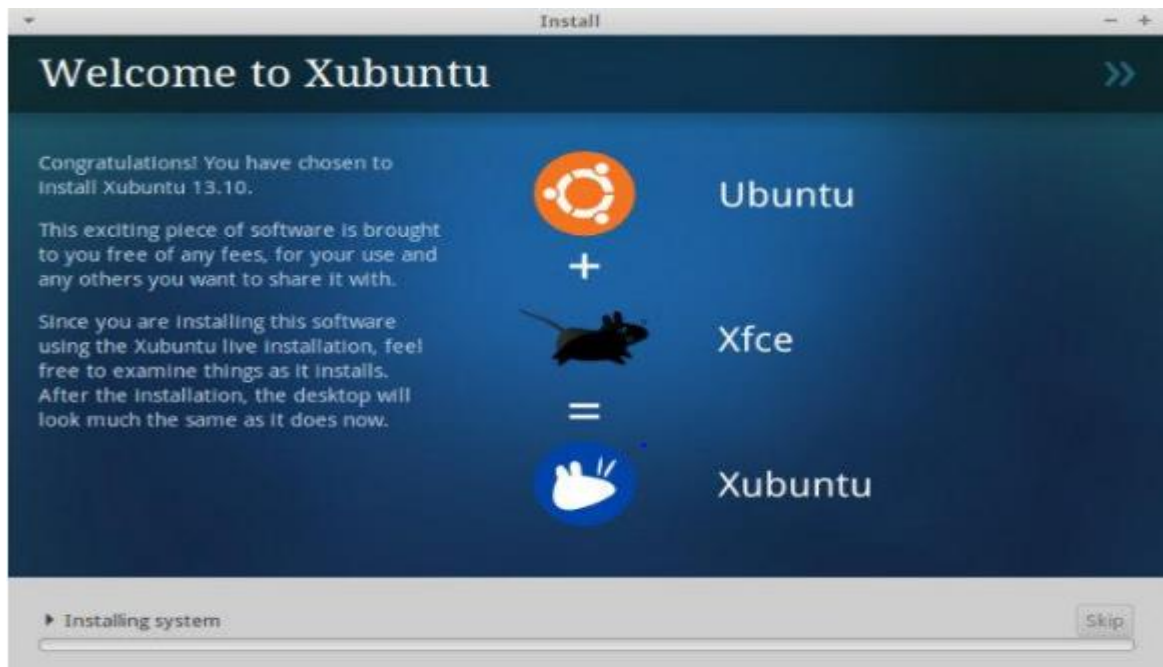 Install
Welcome to Xubuntu
»
Congratulations! You have chosen to
install Xubuntu 13.10.
This exciting piece of software is brought
to you free of any fees, for your use and
any others you want to share it with.
Since you are installing this software
using the Xubuntu live installation, feel
free to examine things as it installs.
After the installation, the desktop will
look much the same as it does now.
Ubuntu
+
Xfce
=
Xubuntu
Installing system
Skip